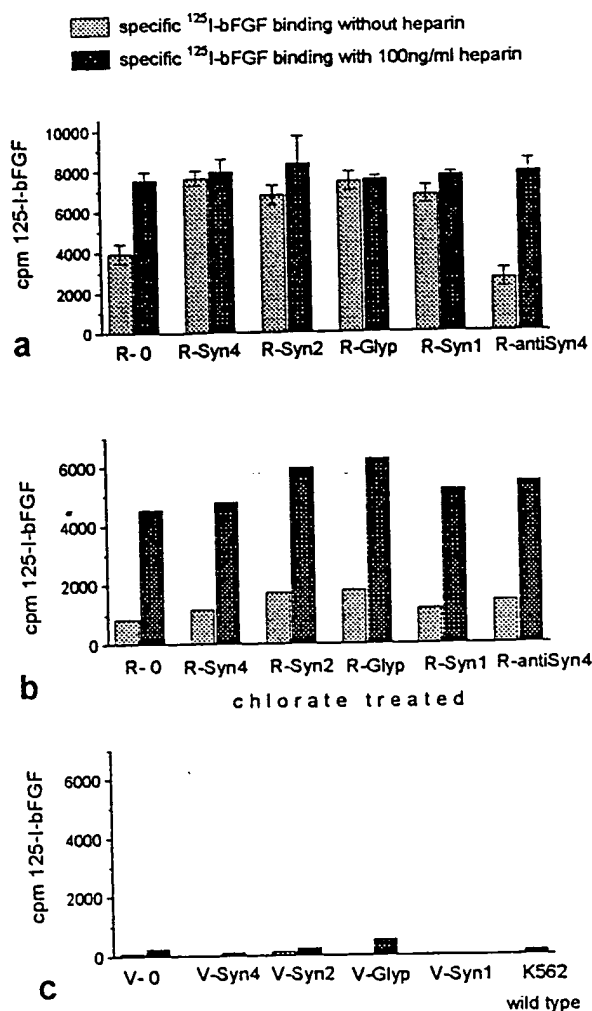 specific ¹²⁵I-bFGF binding without heparin
specific ¹²⁵I-bFGF binding with 100ng/ml heparin
cpm 125-I-bFGF
10000
8000
6000
4000
2000
0
a
R- 0 R-Syn4 R-Syn2 R-Glyp R-Syn1 R-antiSyn4
cpm 125-I-bFGF
6000
4000
2000
0
b
R- 0 R-Syn4 R-Syn2 R-Glyp R-Syn1 R-antiSyn4
chlorate treated
cpm 125-I-bFGF
6000
4000
2000
0
c
V- 0 V-Syn4 V-Syn2 V-Glyp V-Syn1 K562
wild type